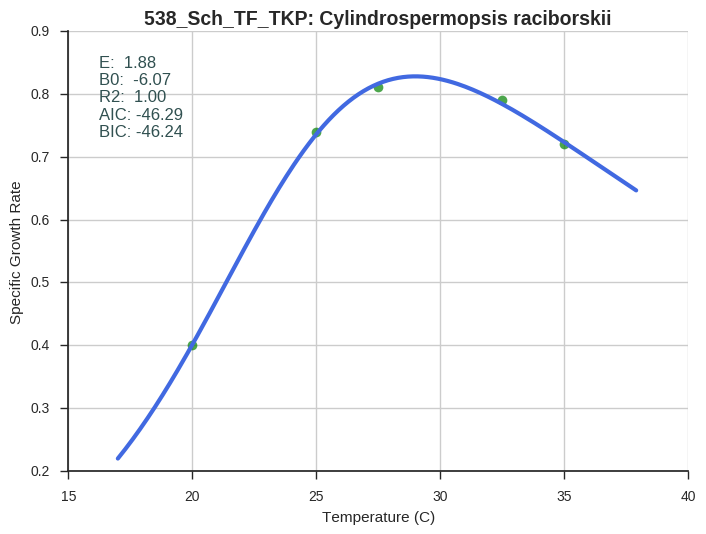 538_Sch_TF_TKP: Cylindrospermopsis raciborskii
0.9
E:  1.88
B0:  -6.07
R2:  1.00
AIC: -46.29
BIC: -46.24
0.8
0.7
0.6
0.5
0.4
0.3
0.2
Specific Growth Rate
15 20 25 30 35 40
Temperature (C)